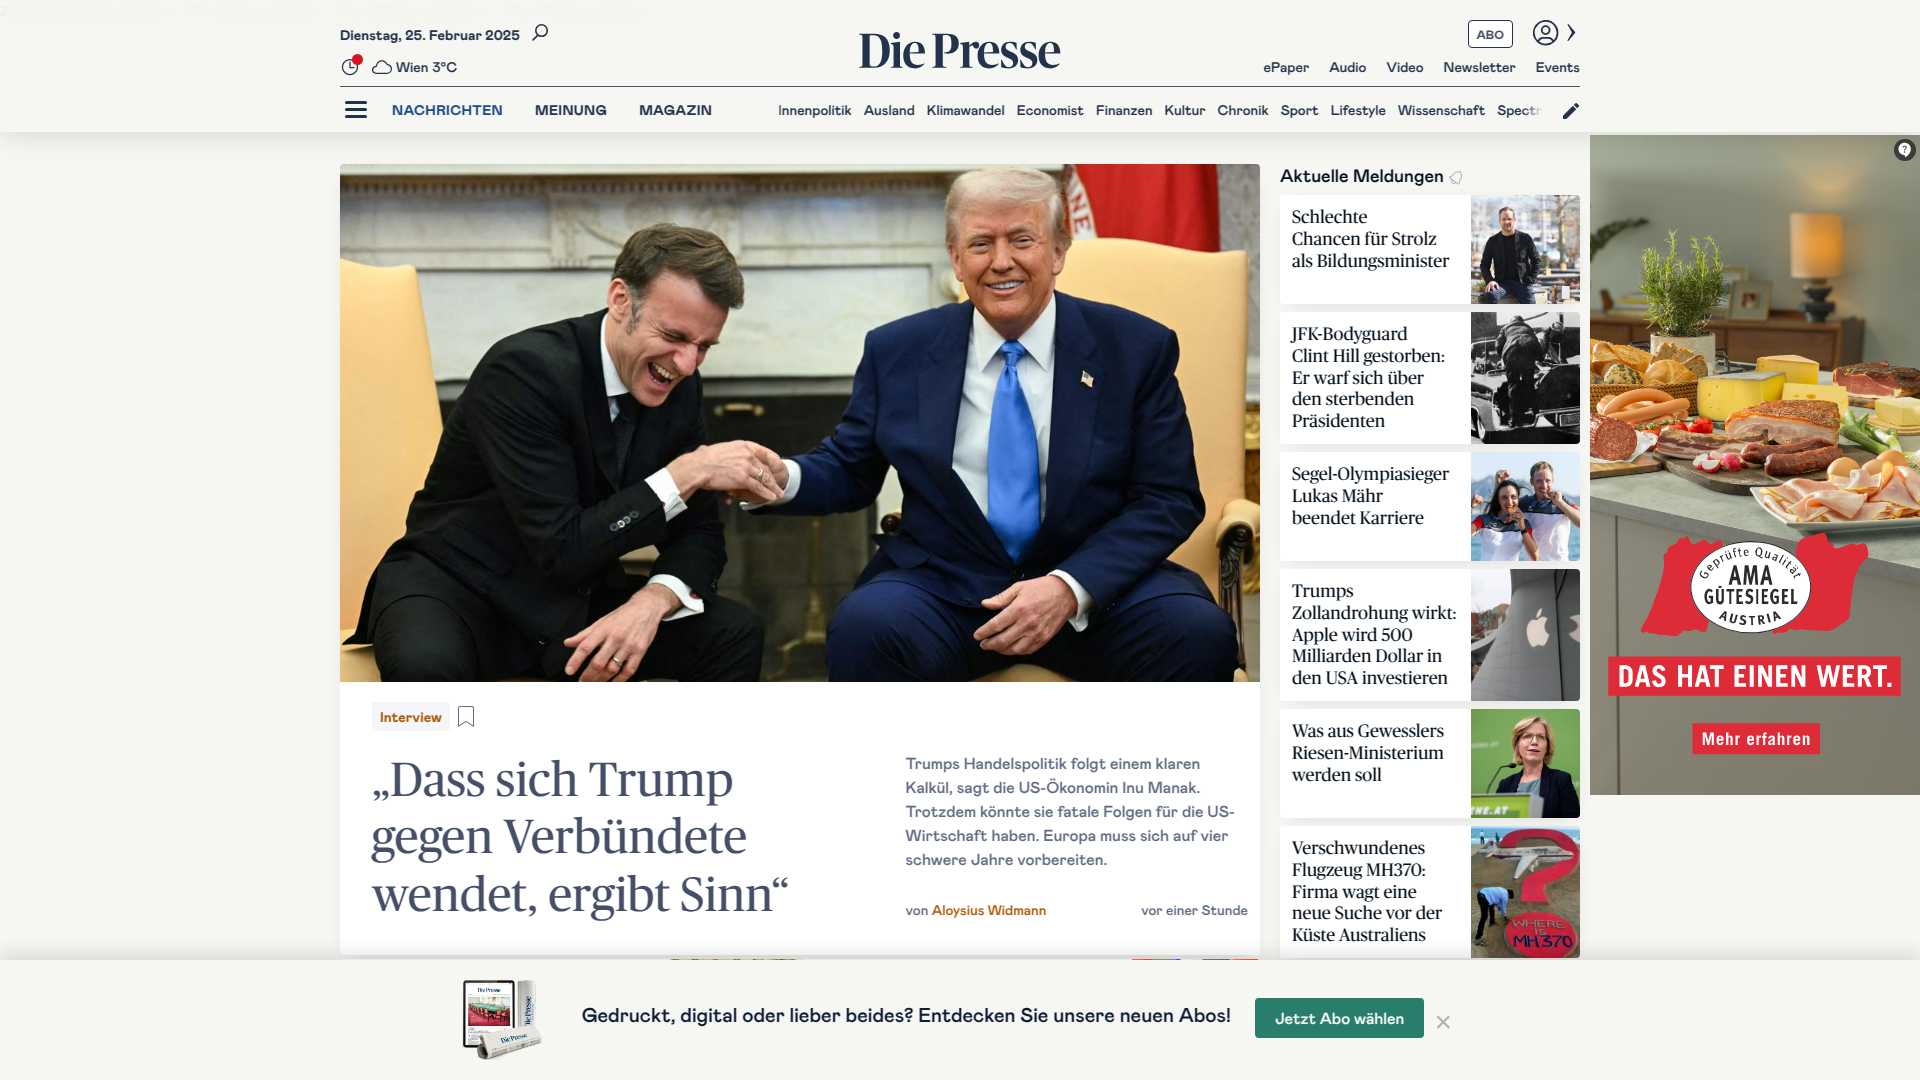 Dienstag, 25. Februar 2025
Wien 3°C
Die Presse
ABO
ePaper Audio Video Newsletter Events
NACHRICHTEN MEINUNG MAGAZIN
Innenpolitik Ausland Klimawandel Economist Finanzen Kultur Chronik Sport Lifestyle Wissenschaft Spectr
Interview
„Dass sich Trump
gegen Verbündete
wendet, ergibt Sinn“
Trumps Handelspolitik folgt einem klaren
Kalkül, sagt die US-Ökonomin Inu Manak.
Trotzdem könnte sie fatale Folgen für die US-
Wirtschaft haben. Europa muss sich auf vier
schwere Jahre vorbereiten.
von Aloysius Widmann
vor einer Stunde
Aktuelle Meldungen
Schlechte
Chancen für Strolz
als Bildungsminister
JFK-Bodyguard
Clint Hill gestorben:
Er warf sich über
den sterbenden
Präsidenten
Segel-Olympiasieger
Lukas Mähr
beendet Karriere
Trumps
Zollandrohung wirkt:
Apple wird 500
Milliarden Dollar in
den USA investieren
Was aus Gewesslers
Riesen-Ministerium
werden soll
Verschwundenes
Flugzeug MH370:
Firma wagt eine
neue Suche vor der
Küste Australiens
WHERE
IS
MH370
Geprüfte Qualität
AMA
GÜTESIEGEL
AUSTRIA
DAS HAT EINEN WERT.
Mehr erfahren
Die Presse
Die Presse
Die Presse
Gedruckt, digital oder lieber beides? Entdecken Sie unsere neuen Abos!
Jetzt Abo wählen